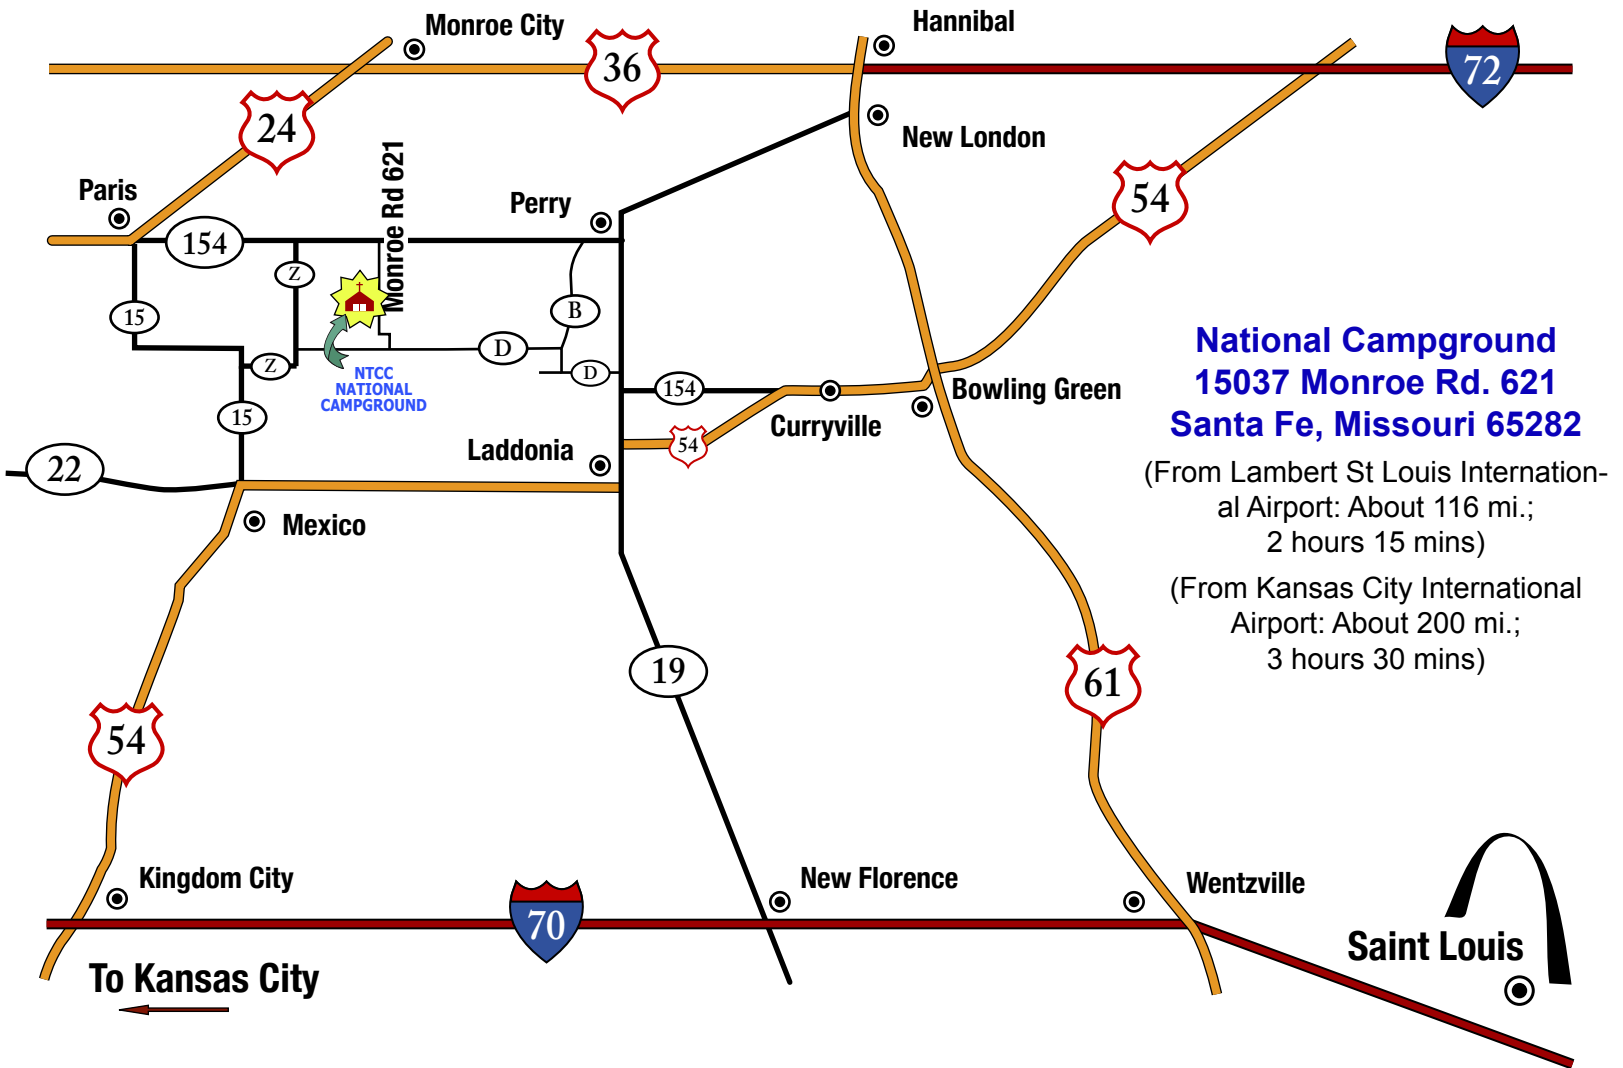 Monroe City
Hannibal
36
72
24
New London
Monroe Rd 621
Paris
Perry
54
154
Z
15
B
D
Z
D
NTCC
NATIONAL
CAMPGROUND
154
Bowling Green
15
Curryville
54
Laddonia
22
Mexico
National Campground
15037 Monroe Rd. 621
Santa Fe, Missouri 65282
(From Lambert St Louis Internation-
al Airport: About 116 mi.;
2 hours 15 mins)
(From Kansas City International
Airport: About 200 mi.;
3 hours 30 mins)
19
61
54
Kingdom City
New Florence
Wentzville
70
Saint Louis
To Kansas City